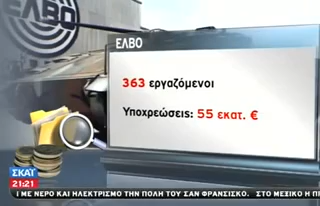 ΕΛΒΟ
ΕΛΒΟ
363 εργαζόμενοι
Υποχρεώσεις: 55 εκατ. €
ΣΚΑΪ
21:21
Ι ΜΕ ΝΕΡΟ ΚΑΙ ΗΛΕΚΤΡΙΣΜΟ ΤΗΝ ΠΟΛΗ ΤΟΥ ΣΑΝ ΦΡΑΝΣΙΣΚΟ. ΣΤΟ ΜΕΞΙΚΟ Η Π